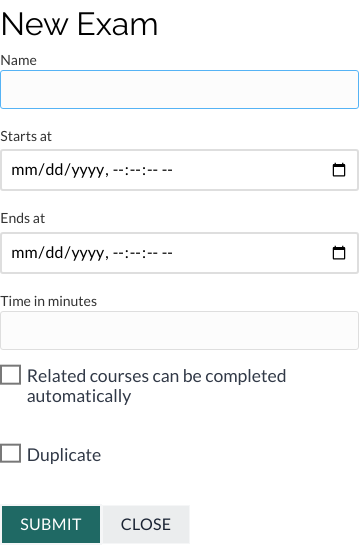 New Exam
Name
Starts at
mm/dd/yyyy, --:--:-- --
Ends at
mm/dd/yyyy, --:--:-- --
Time in minutes
Related courses can be completed
automatically
Duplicate
SUBMIT CLOSE